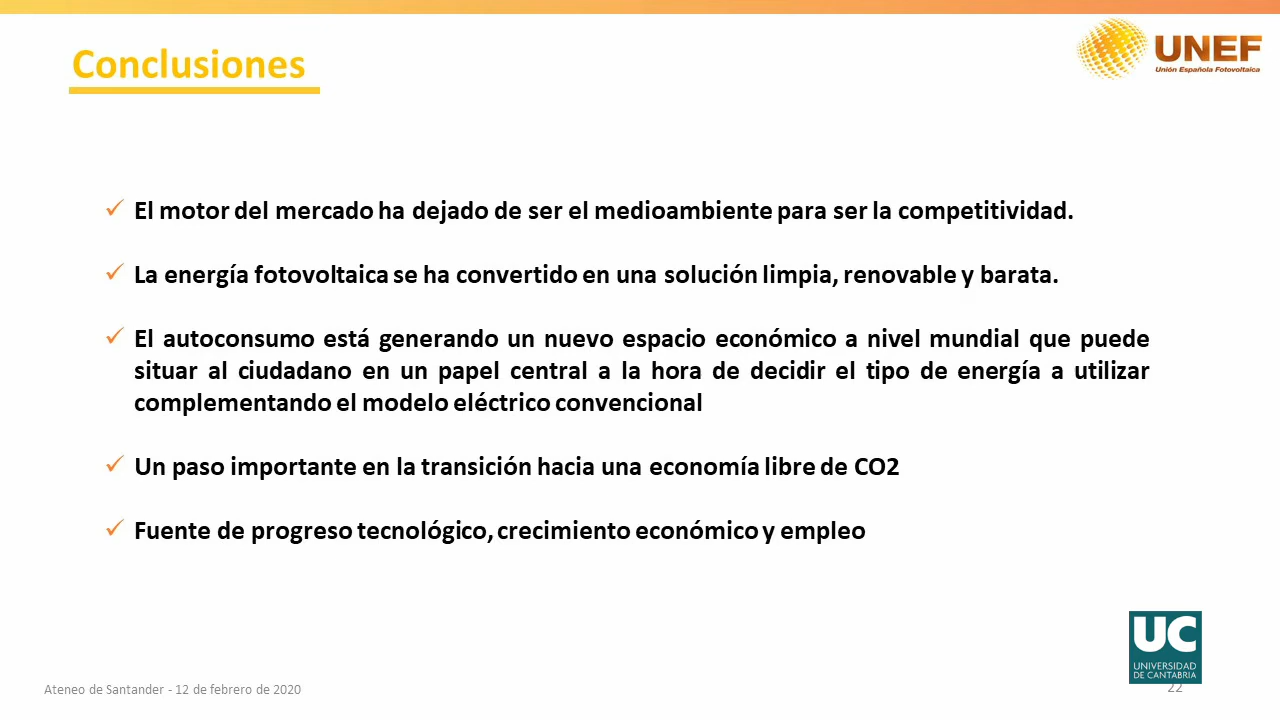 Conclusiones
UNEF
Unión Española Fotovoltaica
✓ El motor del mercado ha dejado de ser el medioambiente para ser la competitividad.
✓ La energía fotovoltaica se ha convertido en una solución limpia, renovable y barata.
✓ El autoconsumo está generando un nuevo espacio económico a nivel mundial que puede
situar al ciudadano en un papel central a la hora de decidir el tipo de energía a utilizar
complementando el modelo eléctrico convencional
✓ Un paso importante en la transición hacia una economía libre de CO2
✓ Fuente de progreso tecnológico, crecimiento económico y empleo
UC
UNIVERSIDAD
DE CANTABRIA
Ateneo de Santander - 12 de febrero de 2020
22